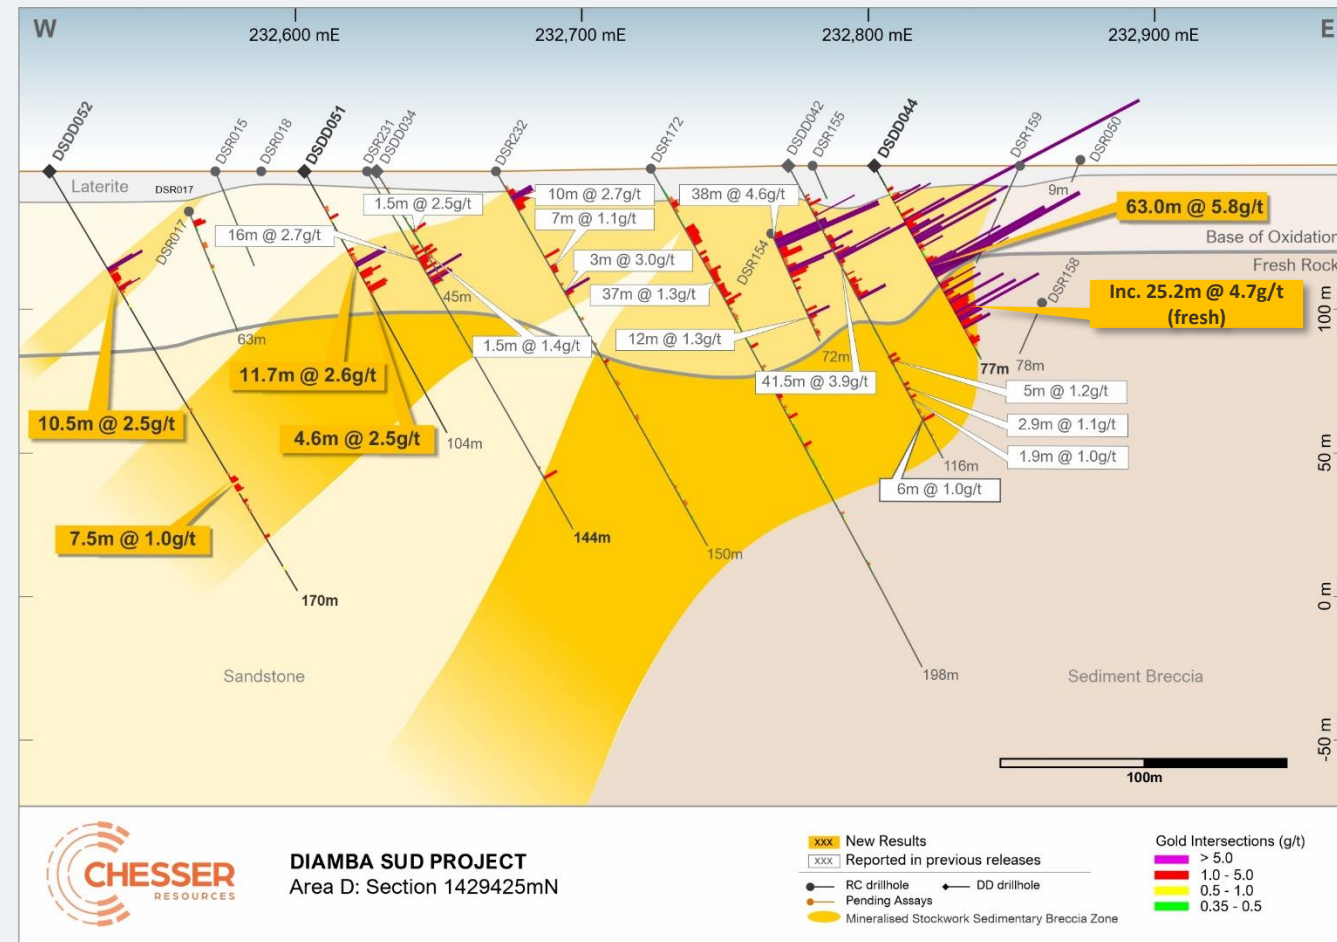 W
232,600 mE
232,700 mE
232,800 mE
232,900 mE
E
DSDD052
DSR015
DSR018
DSDD051
DSR231
DSDD034
DSR232
DSR172
DSDD042
DSR155
DSDD044
DSR159
DSR050
Laterite
DSR017
DSR017
1.5m @ 2.5g/t
10m @ 2.7g/t
38m @ 4.6g/t
9m
63.0m @ 5.8g/t
16m @ 2.7g/t
7m @ 1.1g/t
Base of Oxidation
3m @ 3.0g/t
DSR154
Fresh Rock
DSR158
45m
37m @ 1.3g/t
Inc. 25.2m @ 4.7g/t
(fresh)
100 m
63m
1.5m @ 1.4g/t
12m @ 1.3g/t
72m
77m
78m
11.7m @ 2.6g/t
41.5m @ 3.9g/t
5m @ 1.2g/t
10.5m @ 2.5g/t
4.6m @ 2.5g/t
104m
2.9m @ 1.1g/t
1.9m @ 1.0g/t
50 m
116m
6m @ 1.0g/t
7.5m @ 1.0g/t
144m
150m
170m
0 m
Sandstone
198m
Sediment Breccia
-50 m
100m
CHESSER
RESOURCES
DIAMBA SUD PROJECT
Area D: Section 1429425mN
xxx New Results
xxx Reported in previous releases
RC drillhole
DD drillhole
Pending Assays
Mineralised Stockwork Sedimentary Breccia Zone
Gold Intersections (g/t)
> 5.0
1.0 - 5.0
0.5 - 1.0
0.35 - 0.5